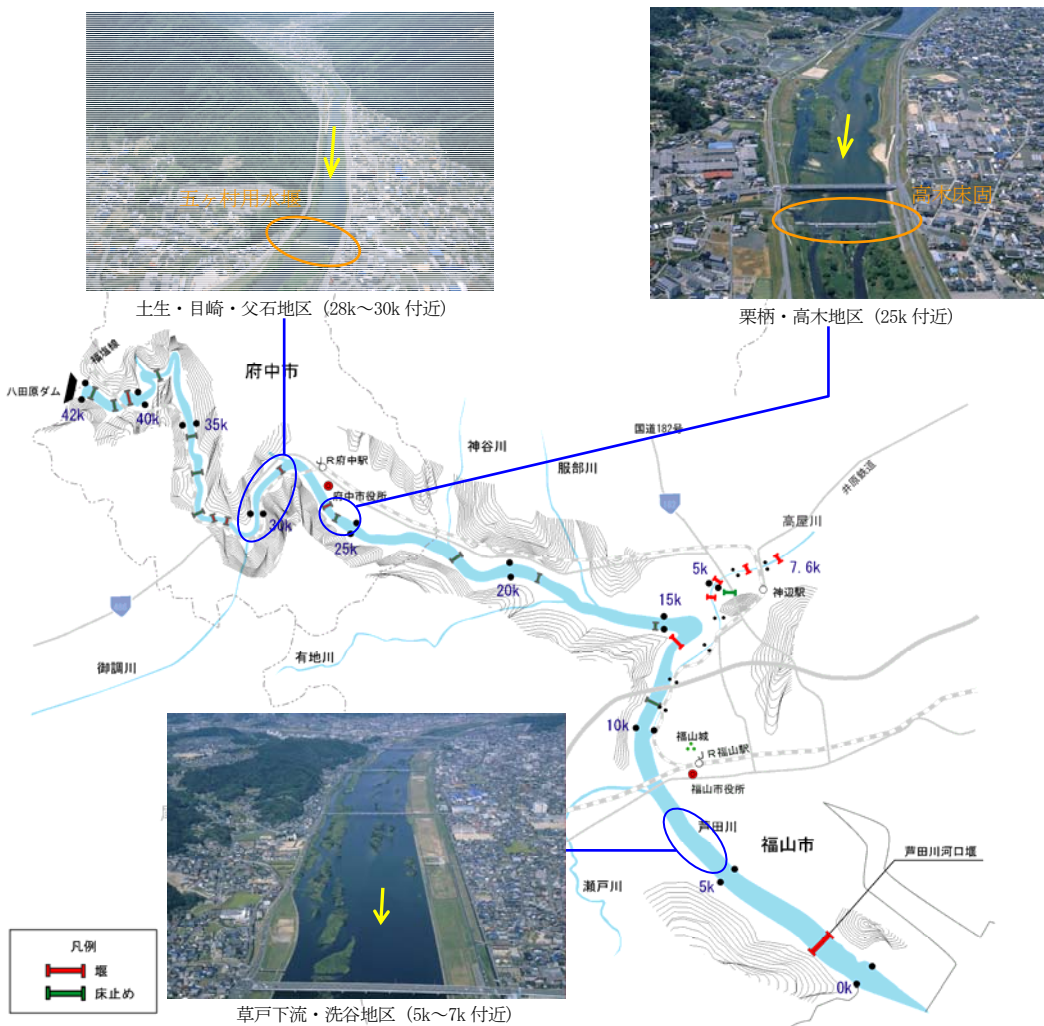 五ヶ村用水堰
高木床固
土生・目崎・父石地区（28k～30k 付近）
栗柄・高木地区（25k 付近）
福塩線
府中市
八田原ダム
42k
40k
35k
神谷川
国道182号
服部川
井原鉄道
ＪＲ府中駅
府中市役所
高屋川
30k
25k
20k
5k
7.6k
神辺駅
15k
御調川
有地川
10k
福山城
ＪＲ福山駅
福山市役所
芦田川
福山市
芦田川河口堰
瀬戸川
5k
0k
凡例
堰
床止め
草戸下流・洗谷地区（5k～7k 付近）